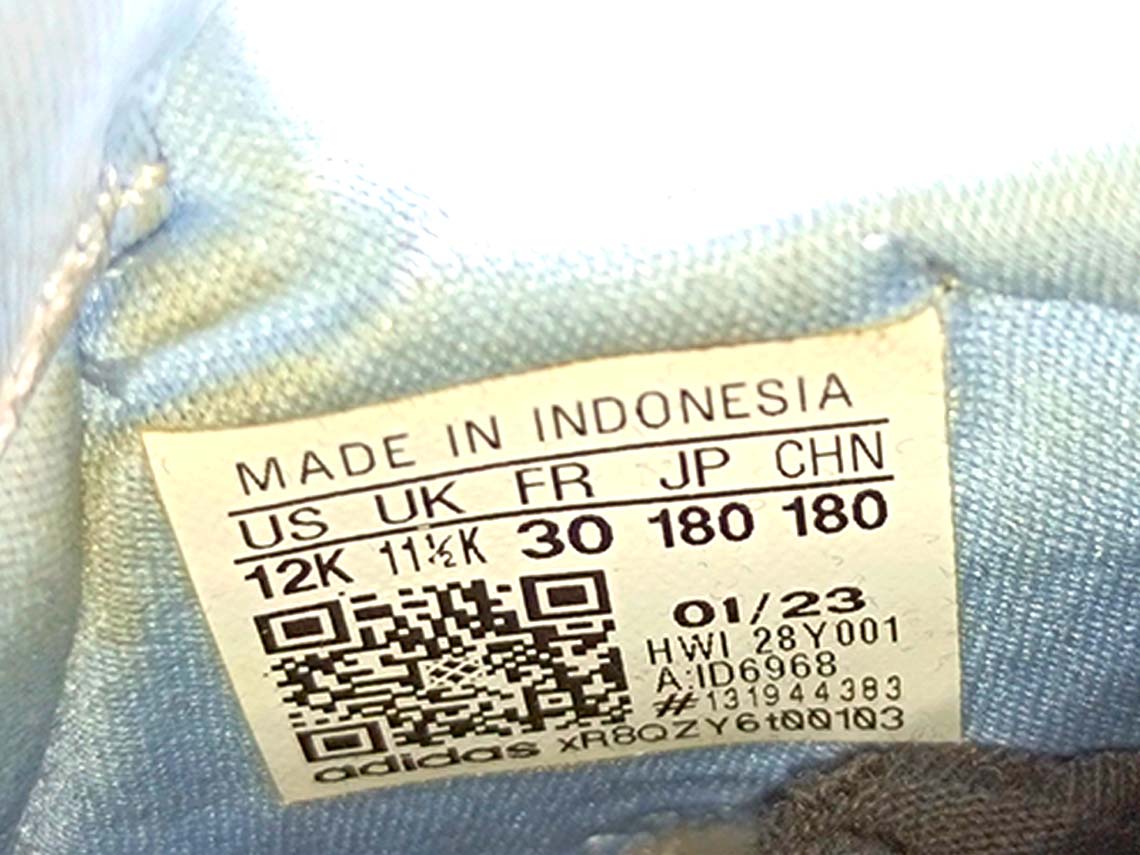 MADE IN INDONESIA
US UK FR JP CHN
12K 11½K 30 180 180
01/23
HWI 28Y001
A:ID6968
#131944383
adidas xR8QZY6t00103